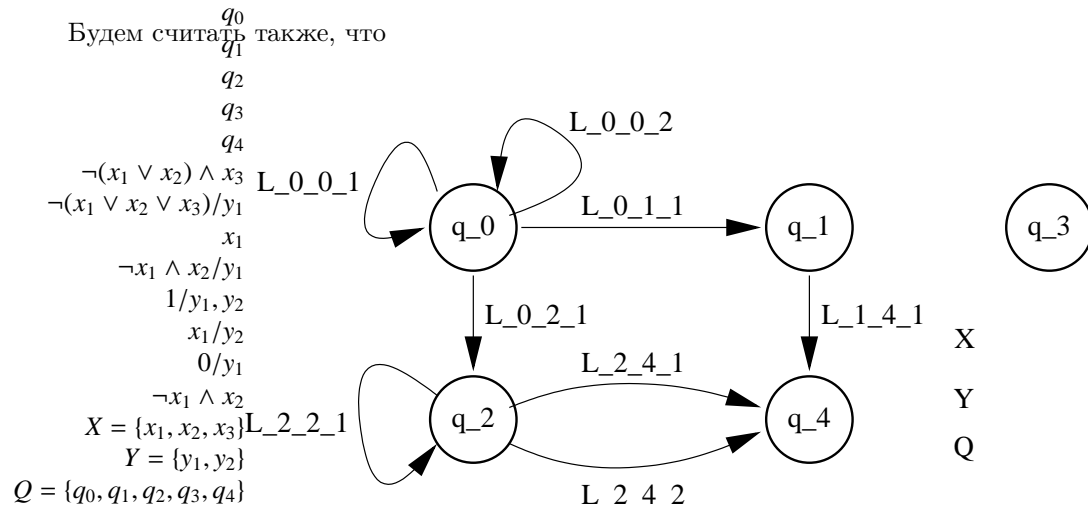 q₀
Будем считать также, что
q₁
q₂
q₃
q₄
¬(x₁ ∨ x₂) ∧ x₃
¬(x₁ ∨ x₂ ∨ x₃)/y₁
x₁
¬x₁ ∧ x₂/y₁
1/y₁, y₂
x₁/y₂
0/y₁
¬x₁ ∧ x₂
X = {x₁, x₂, x₃}
Y = {y₁, y₂}
Q = {q₀, q₁, q₂, q₃, q₄}
L_0_0_2
L_0_0_1
L_0_1_1
q_0
q_1
q_3
L_0_2_1
L_1_4_1
X
L_2_4_1
Y
L_2_2_1
q_2
q_4
Q
L_2_4_2